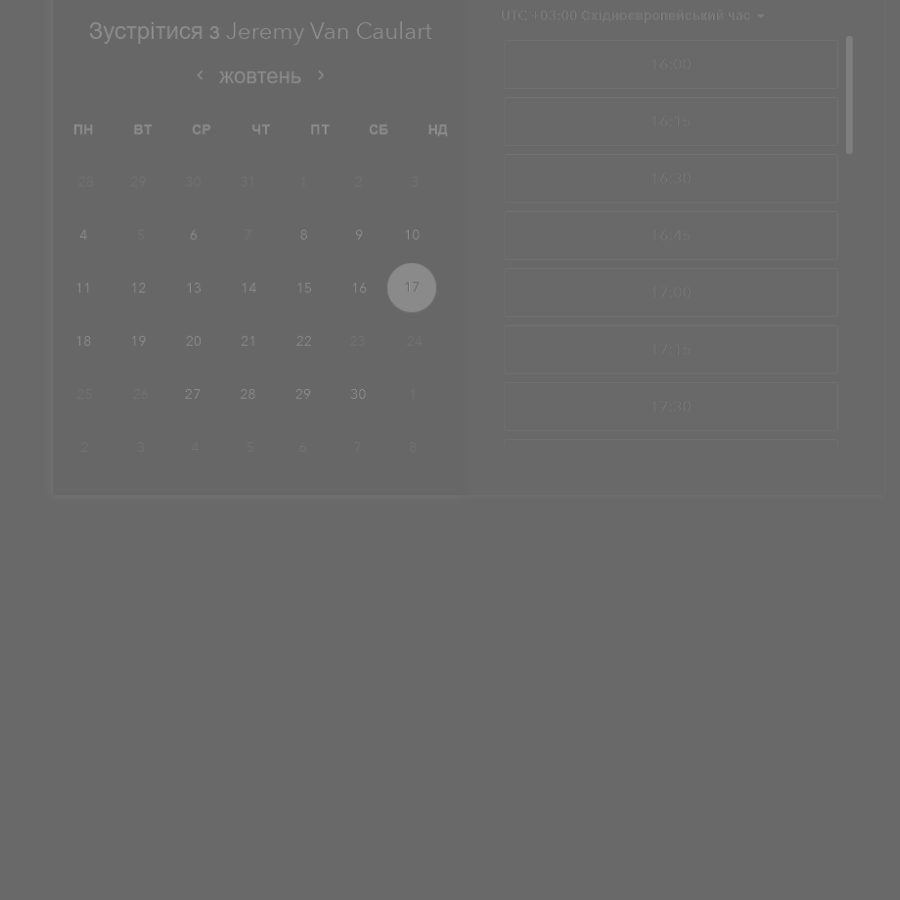 Зустрітися з Jeremy Van Caulart
жовтень
ПН ВТ СР ЧТ ПТ СБ НД
28 29 30 31 1 2 3
4 5 6 7 8 9 10
11 12 13 14 15 16 17
18 19 20 21 22 23 24
25 26 27 28 29 30 1
2 3 4 5 6 7 8
UTC +03:00 Східноєвропейський час
16:00
16:15
16:30
16:45
17:00
17:15
17:30